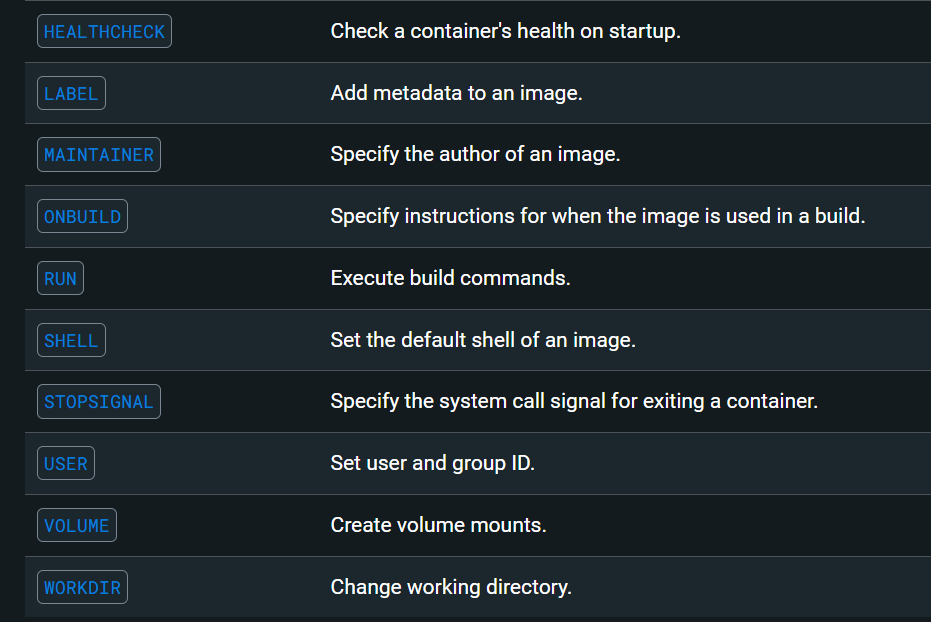 HEALTHCHECK Check a container's health on startup.
LABEL Add metadata to an image.
MAINTAINER Specify the author of an image.
ONBUILD Specify instructions for when the image is used in a build.
RUN Execute build commands.
SHELL Set the default shell of an image.
STOPSIGNAL Specify the system call signal for exiting a container.
USER Set user and group ID.
VOLUME Create volume mounts.
WORKDIR Change working directory.